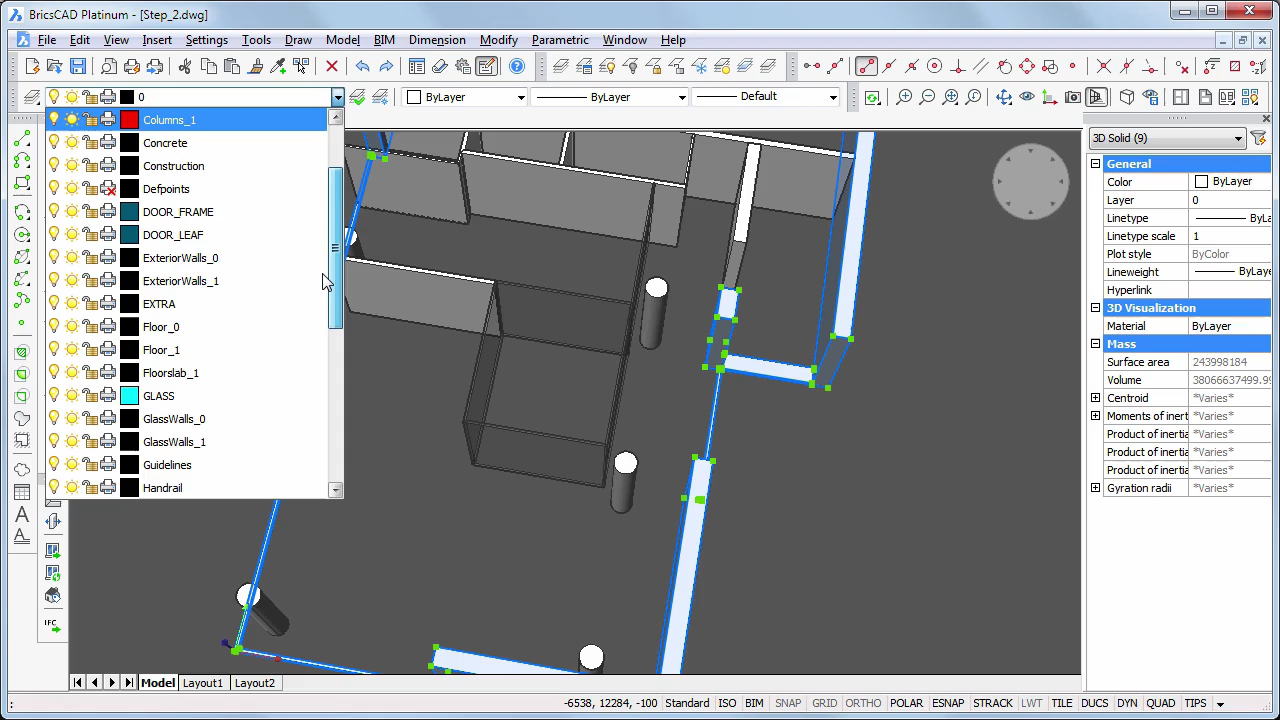 BricsCAD Platinum - [Step_2.dwg]
File Edit View Insert Settings Tools Draw Model BIM Dimension Modify Parametric Window Help
0 ByLayer ByLayer Default
Columns_1
Concrete
Construction
Defpoints
DOOR_FRAME
DOOR_LEAF
ExteriorWalls_0
ExteriorWalls_1
EXTRA
Floor_0
Floor_1
Floorslab_1
GLASS
GlassWalls_0
GlassWalls_1
Guidelines
Handrail
IFC
3D Solid (9)
General
Color ByLayer
Layer 0
Linetype ByLay
Linetype scale 1
Plot style ByColor
Lineweight ByLaye
Hyperlink
3D Visualization
Material ByLayer
Mass
Surface area 243998184
Volume 38066637499.99
Centroid *Varies*
Moments of inert *Varies*
Product of inertia *Varies*
Product of inertia *Varies*
Product of inertia *Varies*
Gyration radii *Varies*
Model Layout1 Layout2
: -6538, 12284, -100 Standard ISO BIM SNAP GRID ORTHO POLAR ESNAP STRACK LWT TILE DUCS DYN QUAD TIPS